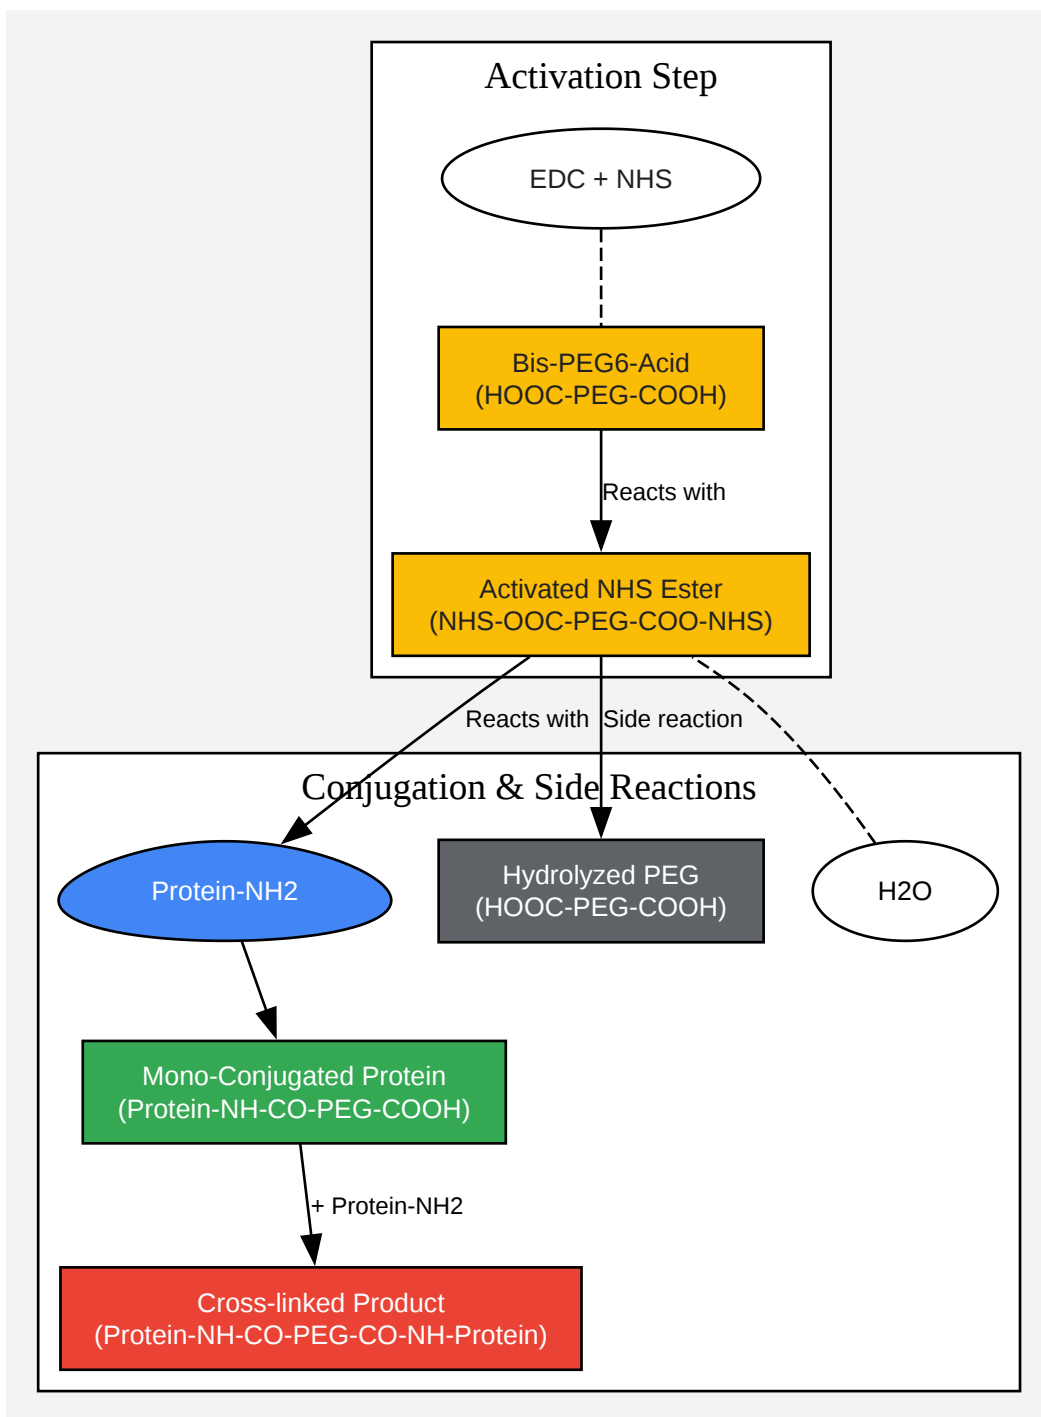 Activation Step
EDC + NHS
Bis-PEG6-Acid
(HOOC-PEG-COOH)
Reacts with
Activated NHS Ester
(NHS-OOC-PEG-COO-NHS)
Reacts with
Side reaction
Conjugation & Side Reactions
Protein-NH2
Hydrolyzed PEG
(HOOC-PEG-COOH)
H2O
Mono-Conjugated Protein
(Protein-NH-CO-PEG-COOH)
+ Protein-NH2
Cross-linked Product
(Protein-NH-CO-PEG-CO-NH-Protein)